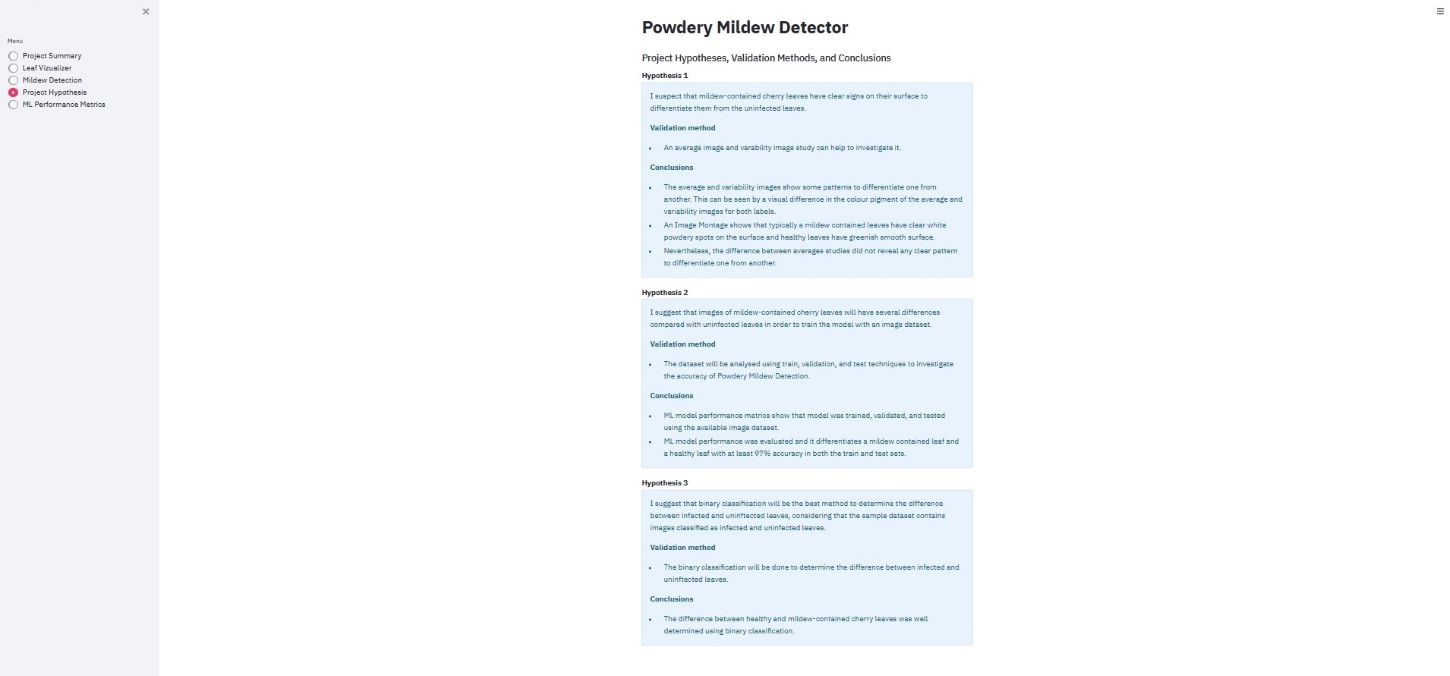 Menu
Project Summary
Leaf Vizualizer
Mildew Detection
Project Hypothesis
ML Performance Metrics
Powdery Mildew Detector
Project Hypotheses, Validation Methods, and Conclusions
Hypothesis 1
I suspect that mildew-contained cherry leaves have clear signs on their surface to
differentiate them from the uninfected leaves.
Validation method
• An average image and varability image study can help to investigate it.
Conclusions
• The average and variability images show some patterns to differentiate one from
another. This can be seen by a visual difference in the colour pigment of the average and
variability images for both labels.
• An Image Montage shows that typically a mildew contained leaves have clear white
powdery spots on the surface and healthy leaves have greenish smooth surface.
• Nevertheless, the difference between averages studies did not reveal any clear pattern
to differentiate one from another.
Hypothesis 2
I suggest that images of mildew-contained cherry leaves will have several differences
compared with uninfected leaves in order to train the model with an image dataset.
Validation method
• The dataset will be analysed using train, validation, and test techniques to investigate
the accuracy of Powdery Mildew Detection.
Conclusions
• ML model performance matrics show that model was trained, validated, and tested
using the available image dataset.
• ML model performance was evaluated and it differentiates a mildew contained leaf and
a healthy leaf with at least 97% accuracy in both the train and test sets.
Hypothesis 3
I suggest that binary classification will be the best method to determine the difference
between infected and uninftected leaves, considering that the sample dataset contains
images classified as infected and uninfected leaves.
Validation method
• The binary classification will be done to determine the difference between infected and
uninftected leaves.
Conclusions
• The difference between healthy and mildew-contained cherry leaves was well
determined using binary classification.